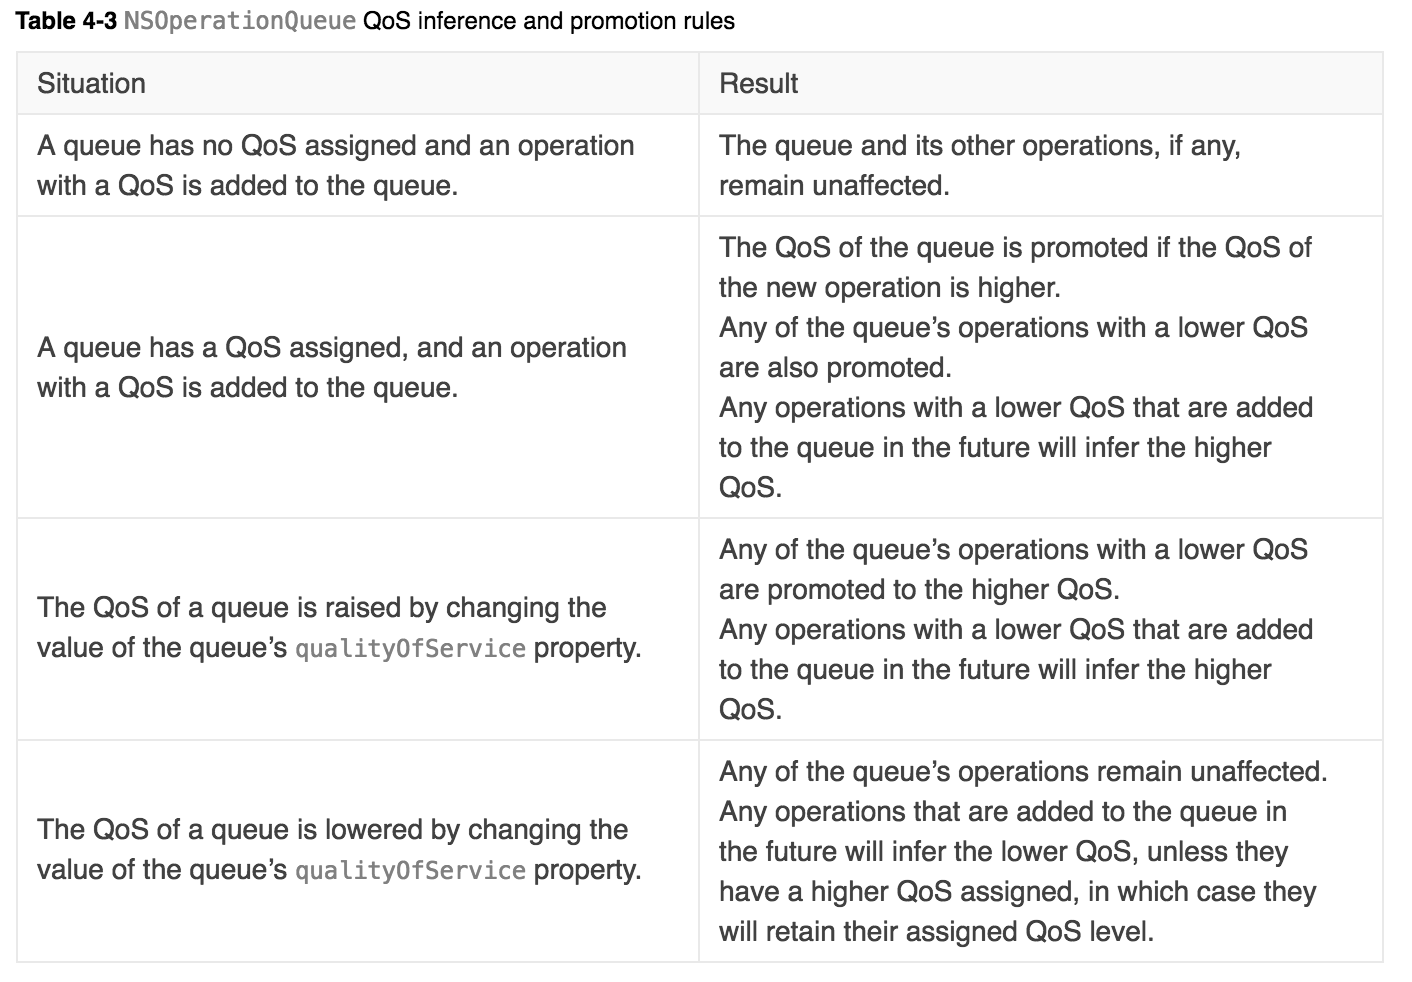 Table 4-3 NSOperationQueue QoS inference and promotion rules
Situation
Result
A queue has no QoS assigned and an operation
with a QoS is added to the queue.
The queue and its other operations, if any,
remain unaffected.
A queue has a QoS assigned, and an operation
with a QoS is added to the queue.
The QoS of the queue is promoted if the QoS of
the new operation is higher.
Any of the queue’s operations with a lower QoS
are also promoted.
Any operations with a lower QoS that are added
to the queue in the future will infer the higher
QoS.
The QoS of a queue is raised by changing the
value of the queue’s qualityOfService property.
Any of the queue’s operations with a lower QoS
are promoted to the higher QoS.
Any operations with a lower QoS that are added
to the queue in the future will infer the higher
QoS.
The QoS of a queue is lowered by changing the
value of the queue’s qualityOfService property.
Any of the queue’s operations remain unaffected.
Any operations that are added to the queue in
the future will infer the lower QoS, unless they
have a higher QoS assigned, in which case they
will retain their assigned QoS level.